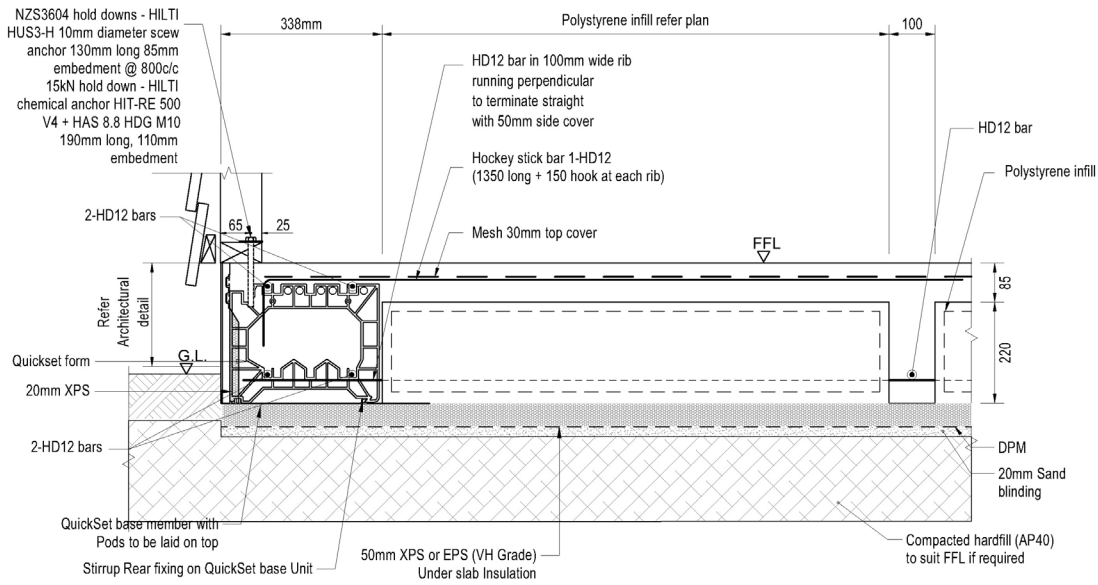 NZS3604 hold downs - HILTI
HUS3-H 10mm diameter screw
anchor 130mm long 85mm
embedment @ 800c/c
15kN hold down - HILTI
chemical anchor HIT-RE 500
V4 + HAS 8.8 HDG M10
190mm long, 110mm
embedment
338mm
Polystyrene infill refer plan
100
HD12 bar in 100mm wide rib
running perpendicular
to terminate straight
with 50mm side cover
HD12 bar
Hockey stick bar 1-HD12
(1350 long + 150 hook at each rib)
Polystyrene infill
2-HD12 bars
65
25
Mesh 30mm top cover
FFL
85
Refer
Architectural
detail
220
G.L.
Quickset form
20mm XPS
2-HD12 bars
DPM
20mm Sand
blinding
QuickSet base member with
Pods to be laid on top
Stirrup Rear fixing on QuickSet base Unit
50mm XPS or EPS (VH Grade)
Under slab Insulation
Compacted hardfill (AP40)
to suit FFL if required